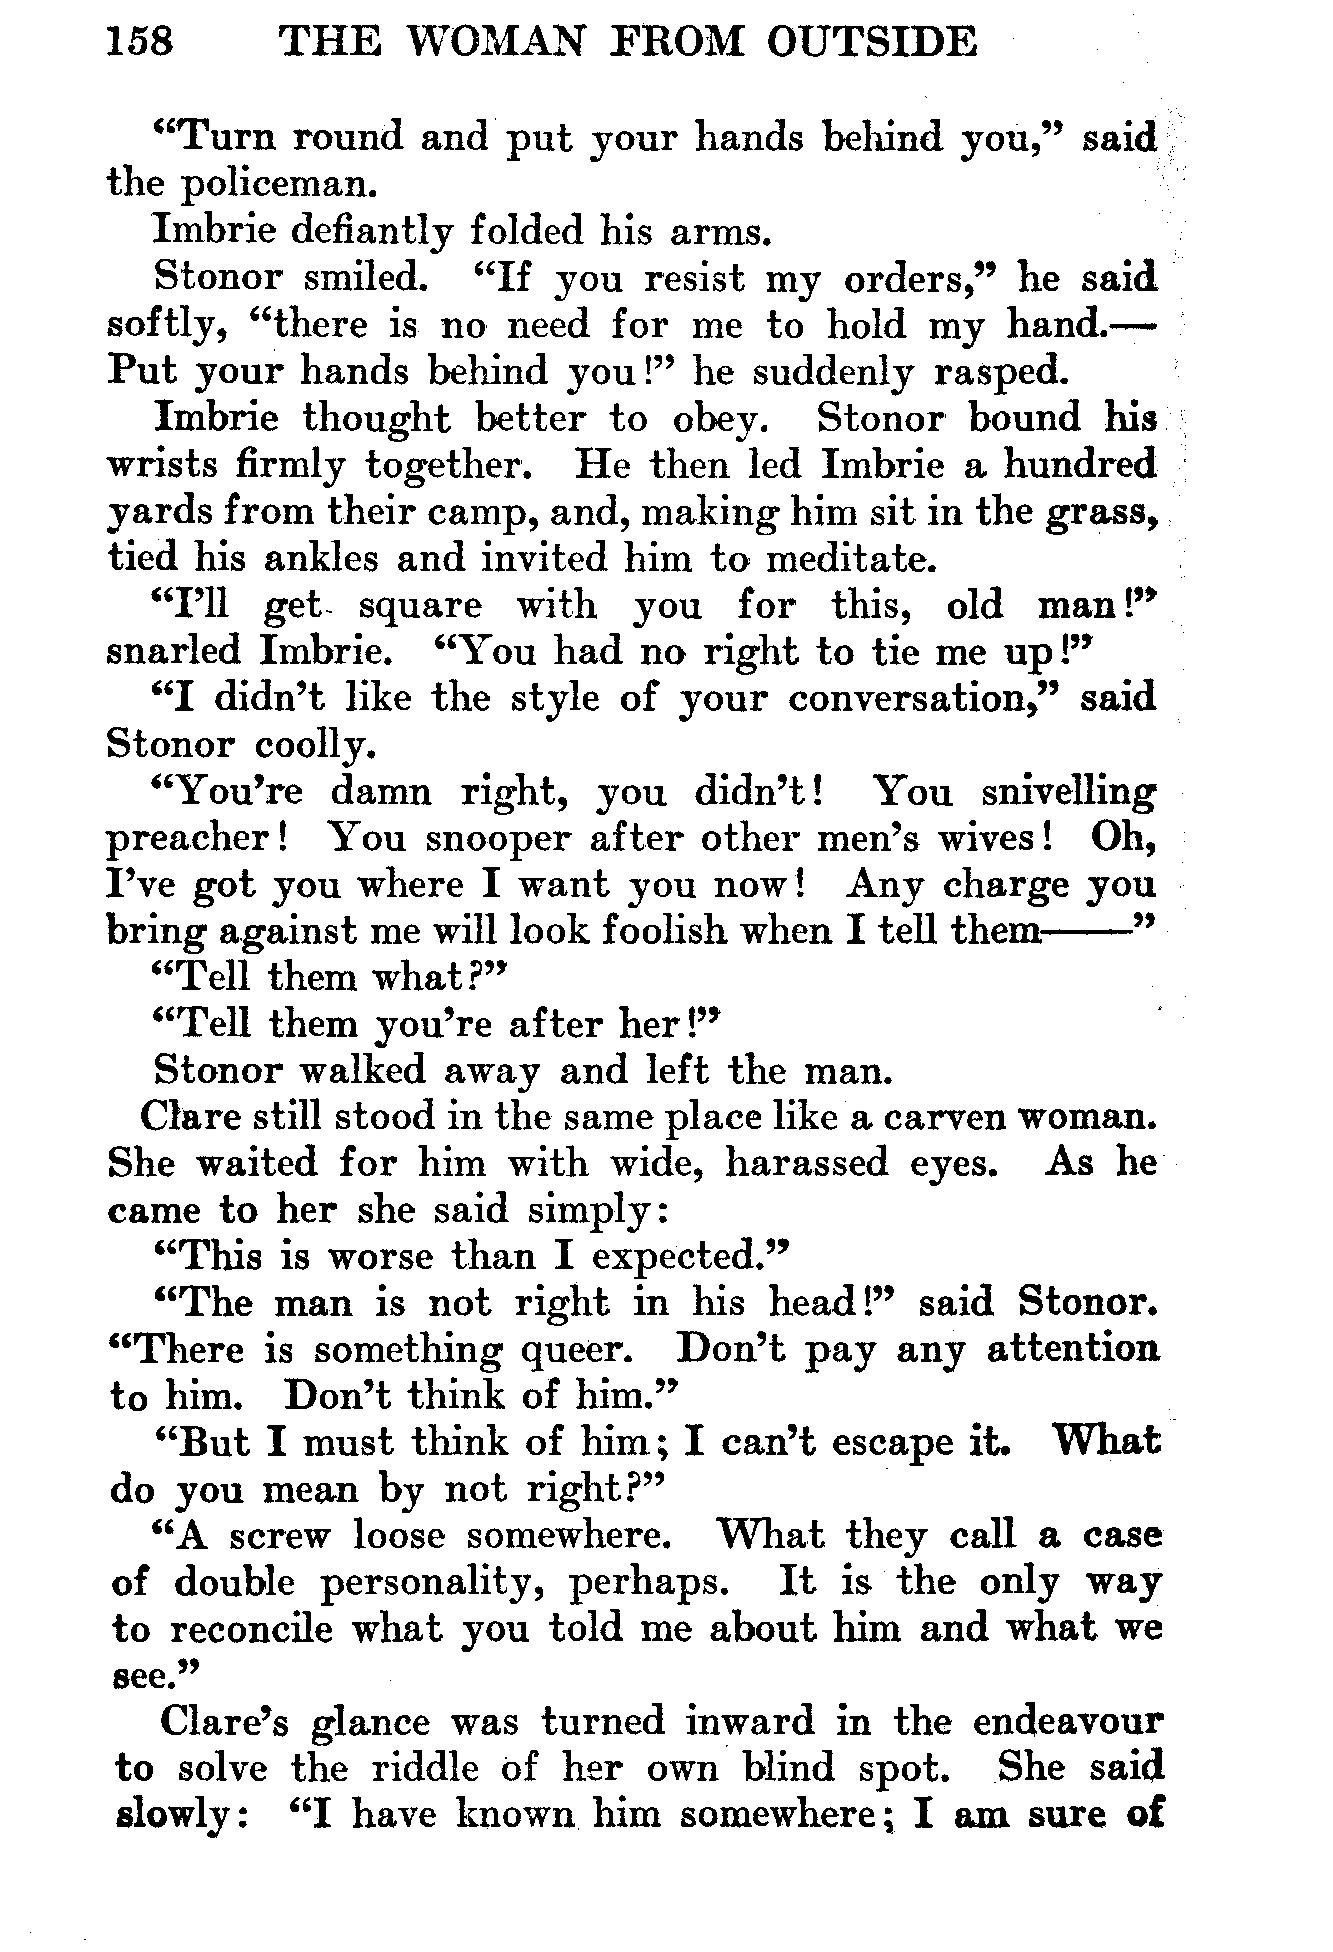 158 THE WOMAN FROM OUTSIDE
“Turn round and put your hands behind you,” said
the policeman.
Imbrie defiantly folded his arms.
Stonor smiled. “If you resist my orders,” he said
softly, “there is no need for me to hold my hand.—
Put your hands behind you!” he suddenly rasped.
Imbrie thought better to obey. Stonor bound his
wrists firmly together. He then led Imbrie a hundred
yards from their camp, and, making him sit in the grass,
tied his ankles and invited him to meditate.
“I’ll get square with you for this, old man!”
snarled Imbrie. “You had no right to tie me up!”
“I didn’t like the style of your conversation,” said
Stonor coolly.
“You’re damn right, you didn’t! You snivelling
preacher! You snooper after other men’s wives! Oh,
I’ve got you where I want you now! Any charge you
bring against me will look foolish when I tell them——”
“Tell them what?”
“Tell them you’re after her!”
Stonor walked away and left the man.
Clare still stood in the same place like a carven woman.
She waited for him with wide, harassed eyes. As he
came to her she said simply:
“This is worse than I expected.”
“The man is not right in his head!” said Stonor.
“There is something queer. Don’t pay any attention
to him. Don’t think of him.”
“But I must think of him; I can’t escape it. What
do you mean by not right?”
“A screw loose somewhere. What they call a case
of double personality, perhaps. It is the only way
to reconcile what you told me about him and what we
see.”
Clare’s glance was turned inward in the endeavour
to solve the riddle of her own blind spot. She said
slowly: “I have known him somewhere; I am sure of